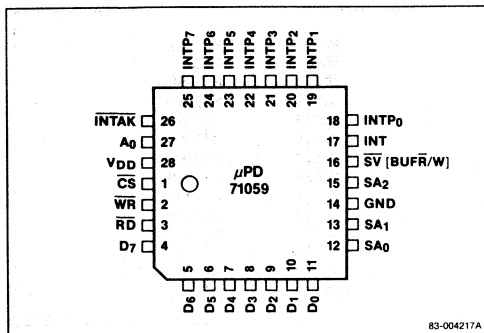 INTP7 INTP6 INTP5 INTP4 INTP3 INTP2 INTP1
25 24 23 22 21 20 19
INTAK 26
A0 27
VDD 28
CS 1
WR 2
RD 3
D7 4
μPD
71059
18 INTP0
17 INT
16 SV [BUFR/W]
15 SA2
14 GND
13 SA1
12 SA0
5 6 7 8 9 10 11
D6 D5 D4 D3 D2 D1 D0
83-004217A